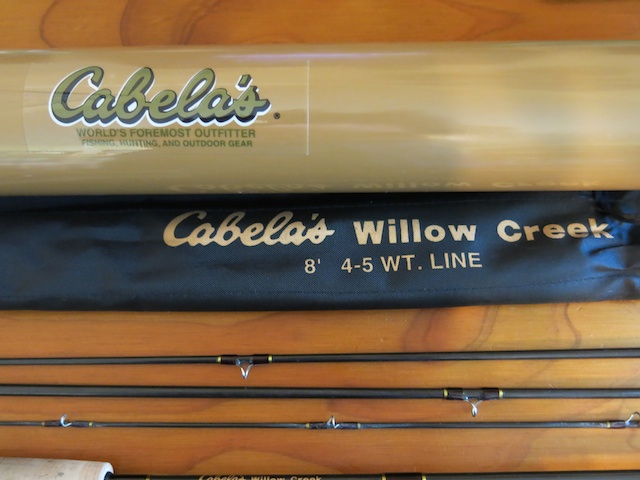 Cabela's®
WORLD'S FOREMOST OUTFITTER
FISHING, HUNTING, AND OUTDOOR GEAR
Cabela's Willow Creek
8' 4-5 WT. LINE
Cabela's Willow Creek